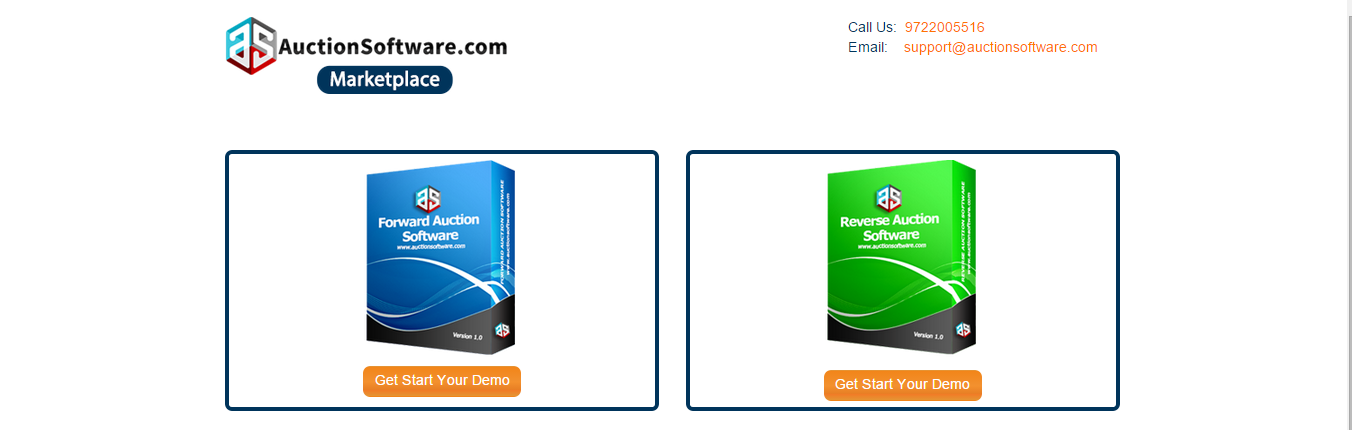 AuctionSoftware.com
Marketplace
Call Us: 9722005516
Email: support@auctionsoftware.com
Forward Auction
Software
www.auctionsoftware.com
FORWARD AUCTION SOFTWARE
www.auctionsoftware.com
Version 1.0
Get Start Your Demo
Reverse Auction
Software
www.auctionsoftware.com
REVERSE AUCTION SOFTWARE
www.auctionsoftware.com
Version 1.0
Get Start Your Demo